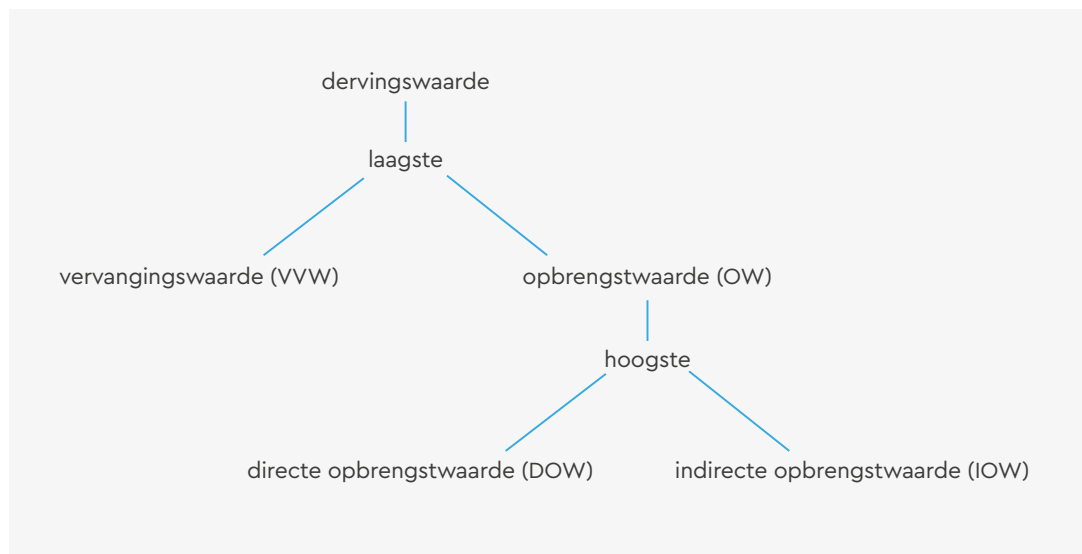 dervingswaarde
laagste
vervangingswaarde (VVW)
opbrengstwaarde (OW)
hoogste
directe opbrengstwaarde (DOW)
indirecte opbrengstwaarde (IOW)